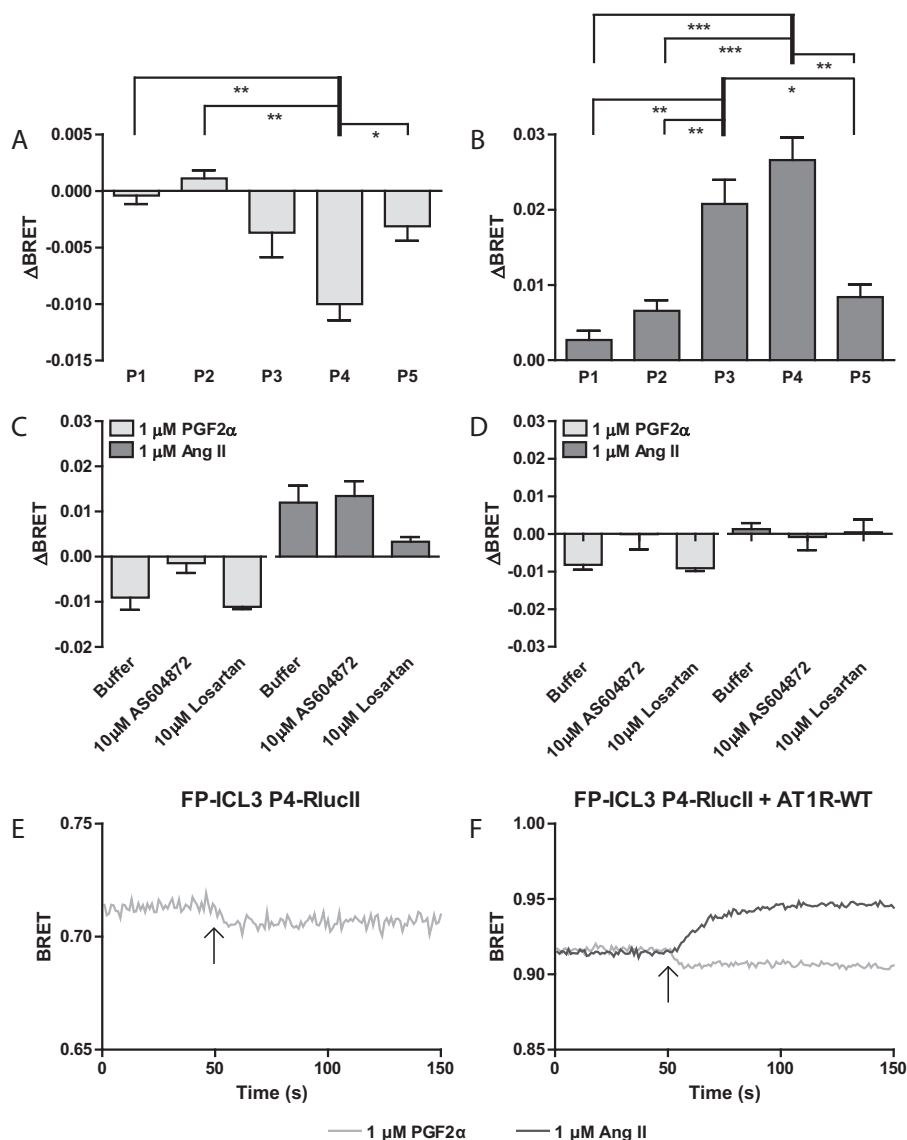 ***
***
**
**
**
*
*
**
**
A
0.005
0.000
-0.005
-0.010
-0.015
ΔBRET
P1 P2 P3 P4 P5
B
0.03
0.02
0.01
0.00
ΔBRET
P1 P2 P3 P4 P5
C
0.03
0.02
0.01
0.00
-0.01
-0.02
ΔBRET
1 μM PGF2α
1 μM Ang II
Buffer
10μM AS604872
10μM Losartan
Buffer
10μM AS604872
10μM Losartan
D
0.03
0.02
0.01
0.00
-0.01
-0.02
-0.03
ΔBRET
1 μM PGF2α
1 μM Ang II
Buffer
10μM AS604872
10μM Losartan
Buffer
10μM AS604872
10μM Losartan
FP-ICL3 P4-RlucII
E
0.75
0.70
0.65
BRET
0 50 100 150
Time (s)
FP-ICL3 P4-RlucII + AT1R-WT
F
1.00
0.95
0.90
0.85
BRET
0 50 100 150
Time (s)
1 μM PGF2α
1 μM Ang II